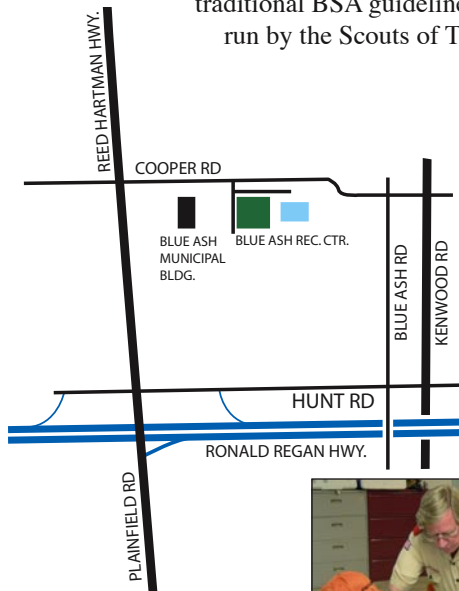 traditional BSA guideline
run by the Scouts of T
REED HARTMAN HWY.
COOPER RD
BLUE ASH
MUNICIPAL
BLDG.
BLUE ASH REC. CTR.
BLUE ASH RD
KENWOOD RD
HUNT RD
RONALD REGAN HWY.
PLAINFIELD RD